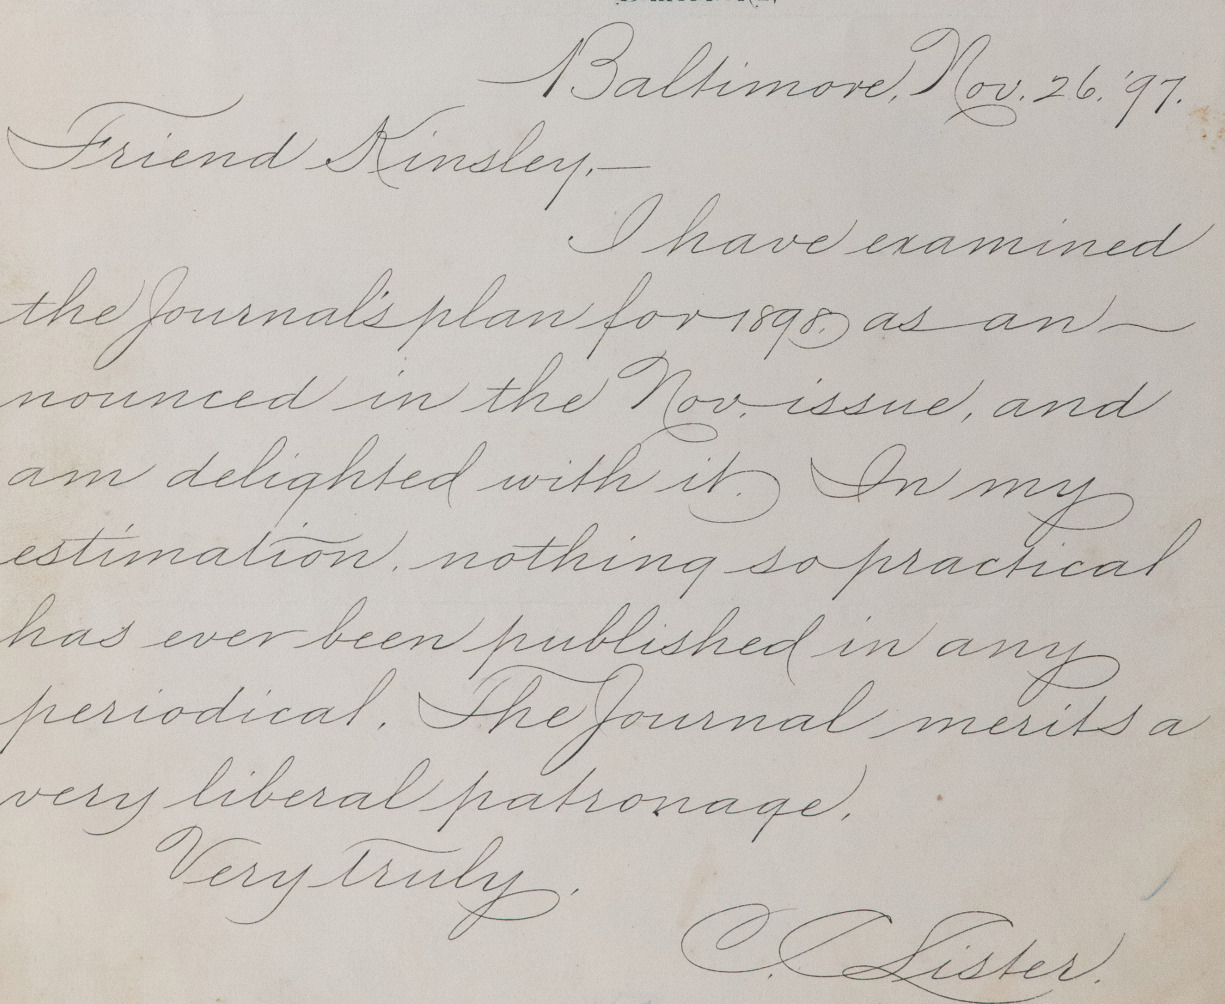 Baltimore, Nov. 26, '97.
Friend Kinsley,—
I have examined
the Journal's plan for 1898, as an-
nounced in the Nov. issue, and
am delighted with it. In my
estimation, nothing so practical
has ever been published in any
periodical. The Journal merits a
very liberal patronage.
Very truly,
C. C. Lister.